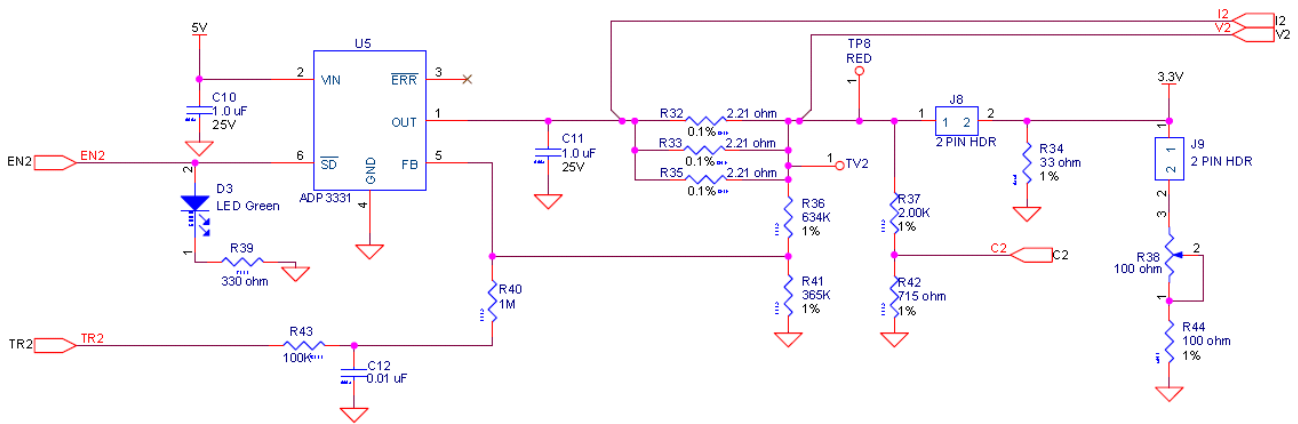 I2
I2
V2
V2
5V
U5
TP8
RED
1
3.3V
2
VIN
ERR
3
C10
1.0 uF
25V
J8
OUT
1
R32
2.21 ohm
0.1%
1
1 2
2
2 PIN HDR
1
C11
1.0 uF
25V
R33
2.21 ohm
0.1%
R34
33 ohm
1%
J9
2 PIN HDR
1
2
EN2
EN2
2
6
SD
GND
FB
5
R35
2.21 ohm
0.1%
1
TV2
ADP3331
4
D3
LED Green
R36
634K
1%
R37
2.00K
1%
2
3
1
R39
330 ohm
C2
C2
R38
100 ohm
2
1
R40
1M
R41
365K
1%
R42
715 ohm
1%
TR2
TR2
R43
100K
C12
0.01 uF
R44
100 ohm
1%